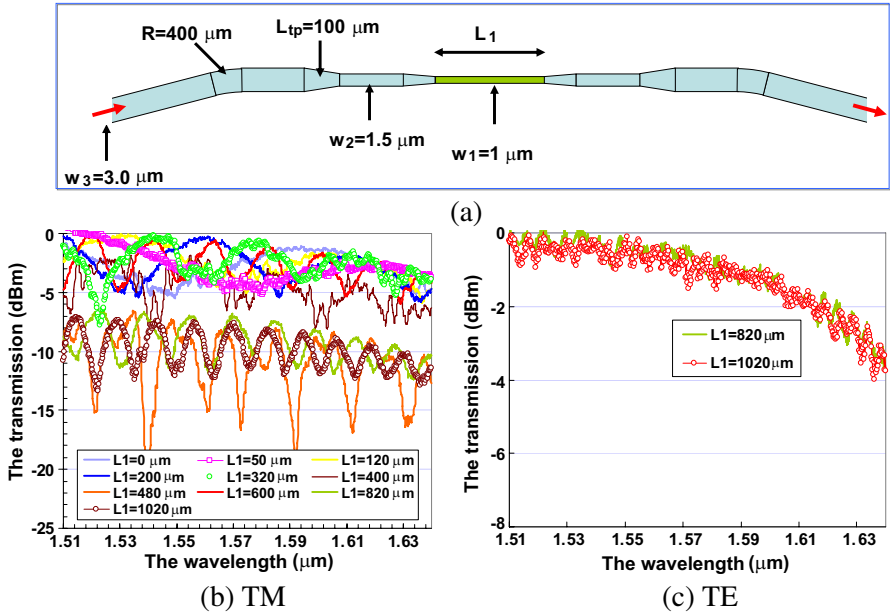 R=400 μm
Ltp=100 μm
L1
w2=1.5 μm
w1=1 μm
w3=3.0 μm
(a)
The transmission (dBm)
0
-5
-10
-15
-20
-25
L1=0 μm
L1=50 μm
L1=120 μm
L1=200 μm
L1=320 μm
L1=400 μm
L1=480 μm
L1=600 μm
L1=820 μm
L1=1020 μm
1.51
1.53
1.55
1.57
1.59
1.61
1.63
The wavelength (μm)
(b) TM
The transmission (dBm)
0
-2
-4
-6
-8
L1=820μm
L1=1020μm
1.51
1.53
1.55
1.57
1.59
1.61
1.63
The wavelength (μm)
(c) TE